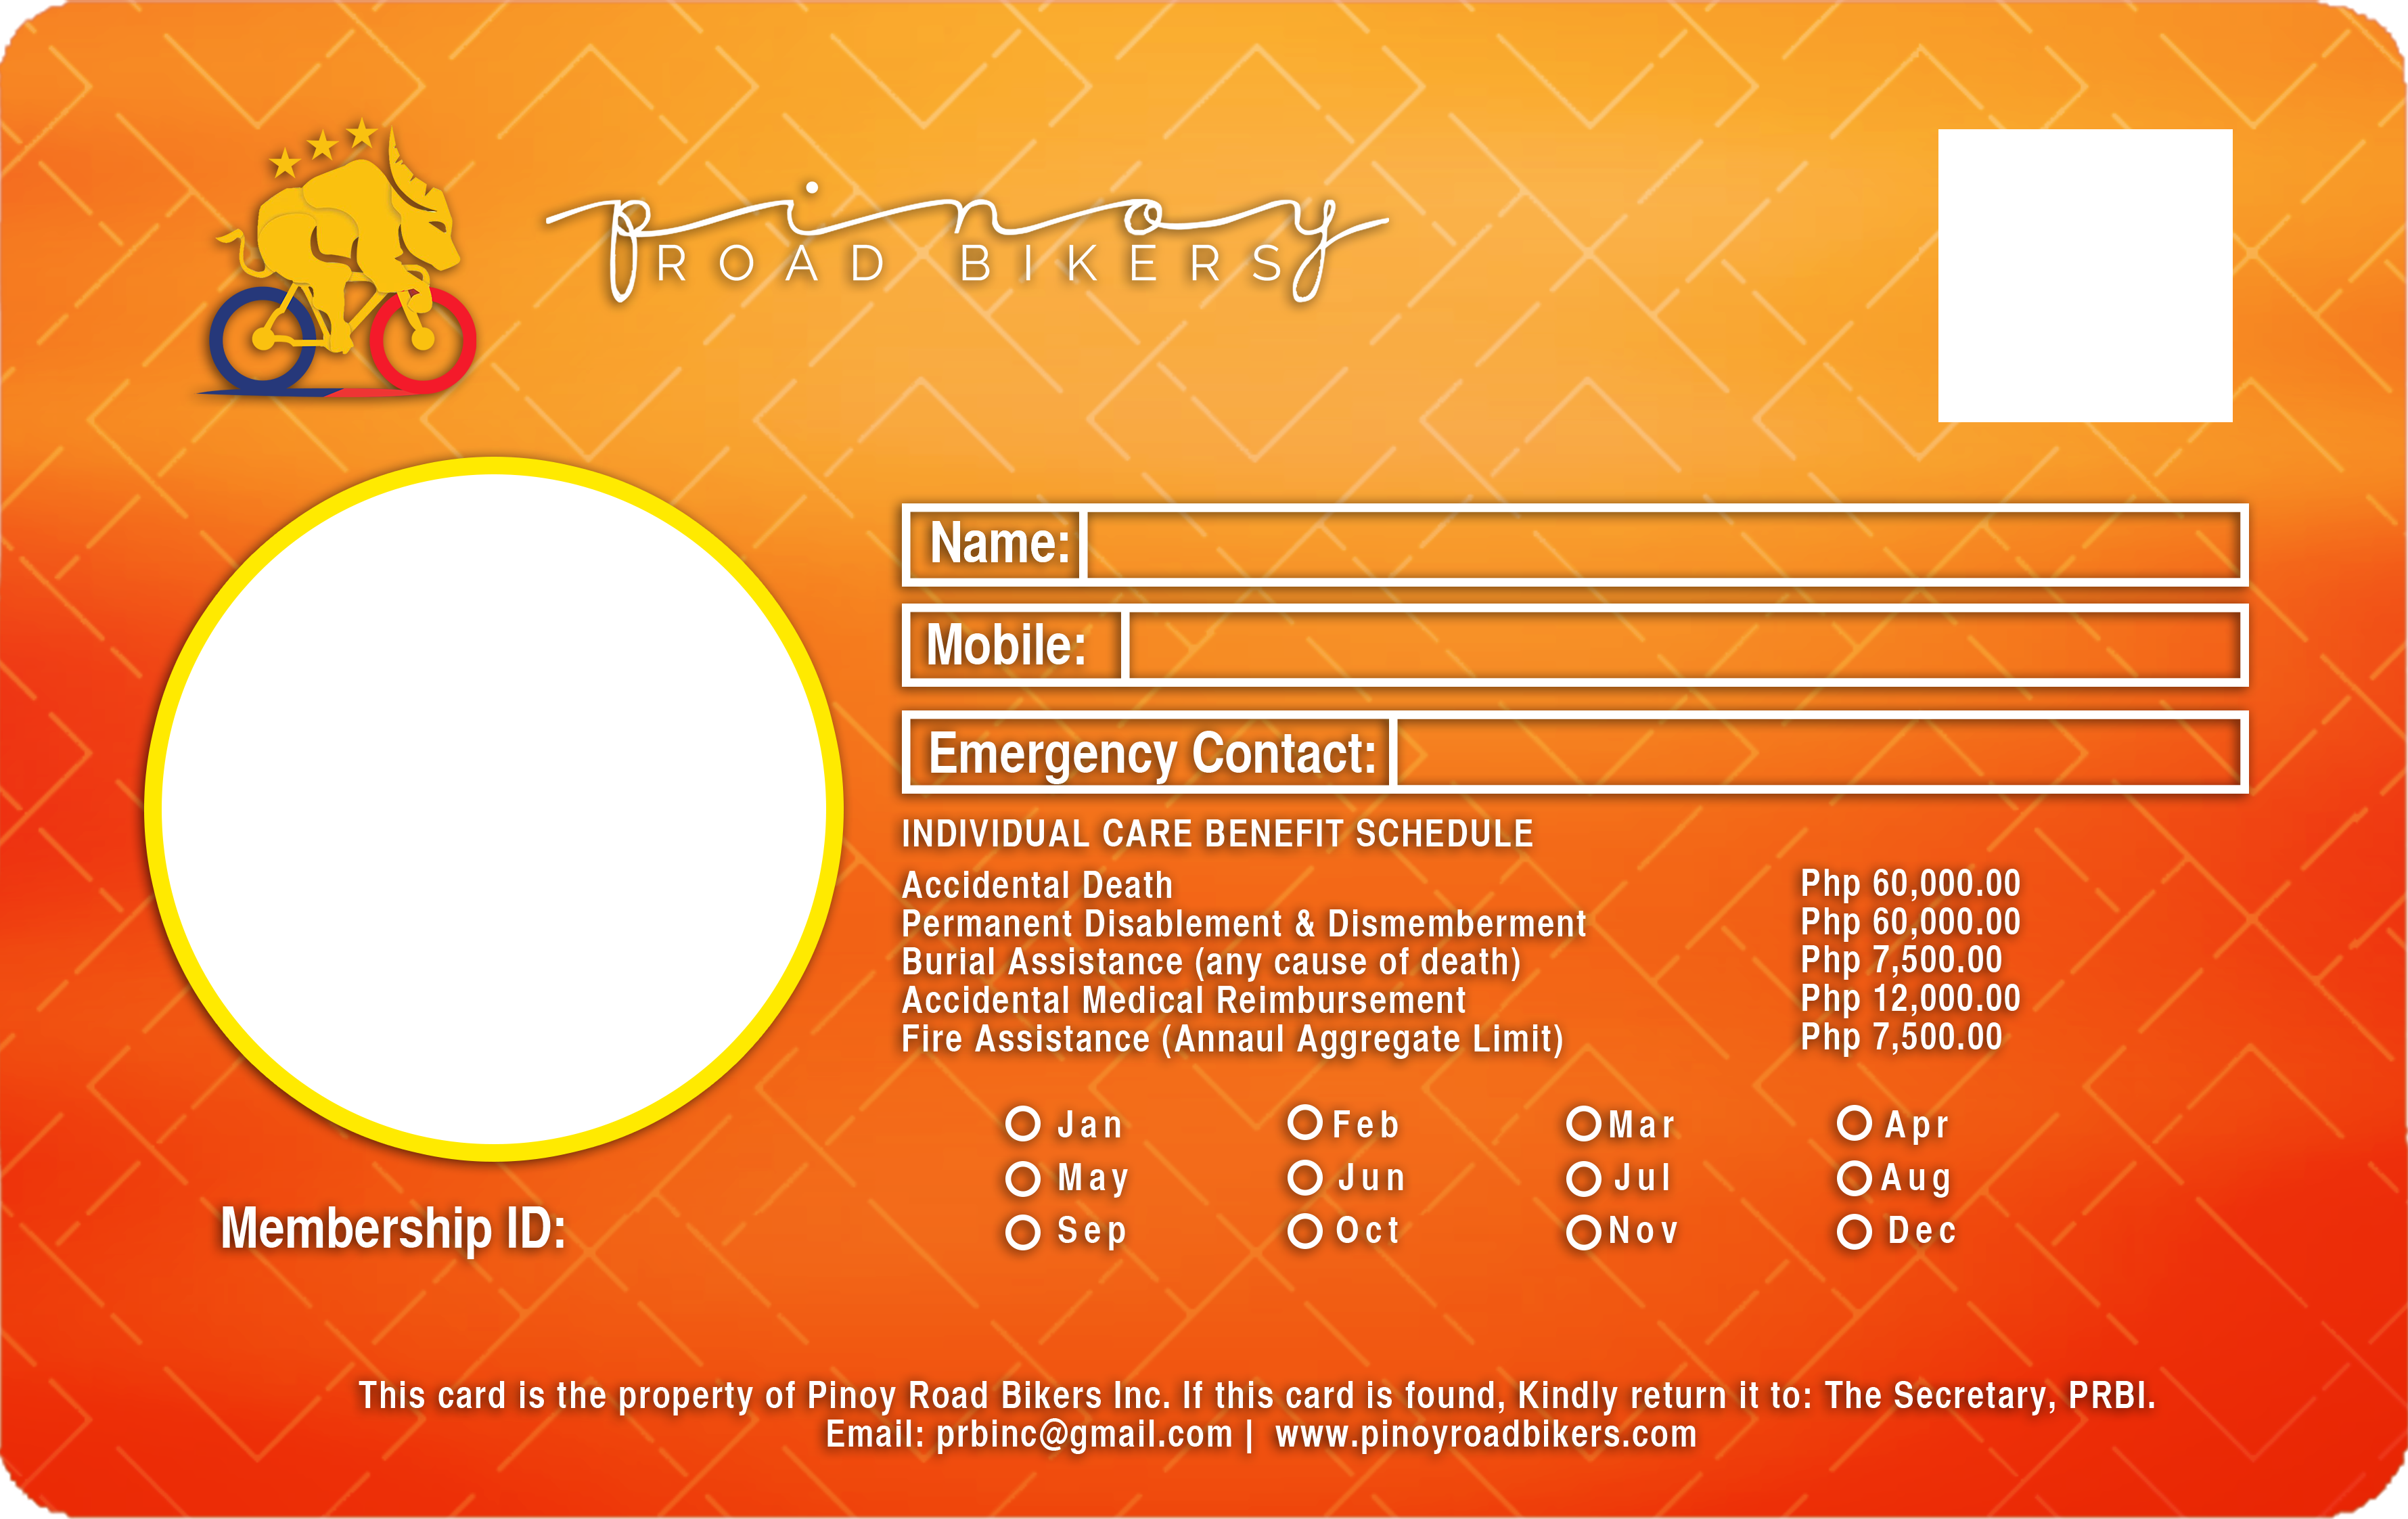 pinoy
ROAD BIKERS
Name:
Mobile:
Emergency Contact:
INDIVIDUAL CARE BENEFIT SCHEDULE
Accidental Death Php 60,000.00
Permanent Disablement & Dismemberment Php 60,000.00
Burial Assistance (any cause of death) Php 7,500.00
Accidental Medical Reimbursement Php 12,000.00
Fire Assistance (Annaul Aggregate Limit) Php 7,500.00
Jan Feb Mar Apr
May Jun Jul Aug
Sep Oct Nov Dec
Membership ID:
This card is the property of Pinoy Road Bikers Inc. If this card is found, Kindly return it to: The Secretary, PRBI.
Email: prbinc@gmail.com | www.pinoyroadbikers.com